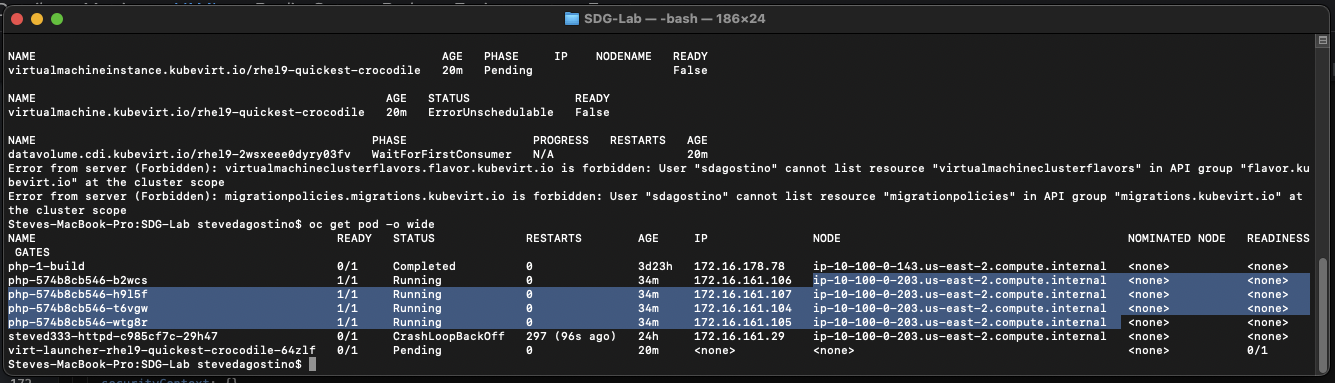 SDG-Lab — -bash — 186×24
NAME AGE PHASE IP NODENAME READY
virtualmachineinstance.kubevirt.io/rhel9-quickest-crocodile 20m Pending False
NAME AGE STATUS READY
virtualmachine.kubevirt.io/rhel9-quickest-crocodile 20m ErrorUnschedulable False
NAME PHASE PROGRESS RESTARTS AGE
datavolume.cdi.kubevirt.io/rhel9-2wsxeee0dyry03fv WaitForFirstConsumer N/A 20m
Error from server (Forbidden): virtualmachineclusterflavors.flavor.kubevirt.io is forbidden: User "sdagostino" cannot list resource "virtualmachineclusterflavors" in API group "flavor.ku
bevirt.io" at the cluster scope
Error from server (Forbidden): migrationpolicies.migrations.kubevirt.io is forbidden: User "sdagostino" cannot list resource "migrationpolicies" in API group "migrations.kubevirt.io" at
the cluster scope
Steves-MacBook-Pro:SDG-Lab stevedagostino$ oc get pod -o wide
NAME READY STATUS RESTARTS AGE IP NODE NOMINATED NODE READINESS
GATES
php-1-build 0/1 Completed 0 3d23h 172.16.178.78 ip-10-100-0-143.us-east-2.compute.internal <none> <none>
php-574b8cb546-b2wcs 1/1 Running 0 34m 172.16.161.106 ip-10-100-0-203.us-east-2.compute.internal <none> <none>
php-574b8cb546-h9l5f 1/1 Running 0 34m 172.16.161.107 ip-10-100-0-203.us-east-2.compute.internal <none> <none>
php-574b8cb546-t6vgw 1/1 Running 0 34m 172.16.161.104 ip-10-100-0-203.us-east-2.compute.internal <none> <none>
php-574b8cb546-wtg8r 1/1 Running 0 34m 172.16.161.105 ip-10-100-0-203.us-east-2.compute.internal <none> <none>
steved333-httpd-c985cf7c-29h47 0/1 CrashLoopBackOff 297 (96s ago) 24h 172.16.161.29 ip-10-100-0-203.us-east-2.compute.internal <none> <none>
virt-launcher-rhel9-quickest-crocodile-64zlf 0/1 Pending 0 20m <none> <none> <none> 0/1
Steves-MacBook-Pro:SDG-Lab stevedagostino$
securityContext: {}